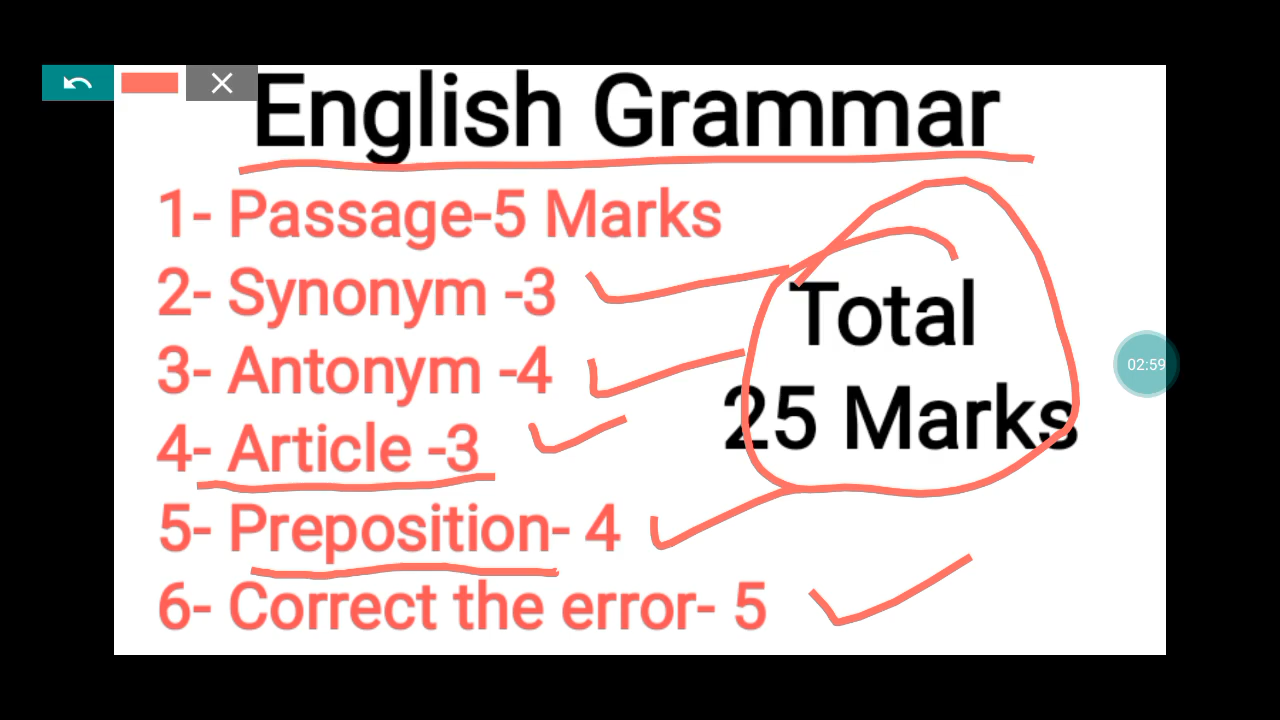 English Grammar
1- Passage-5 Marks
2- Synonym -3
3- Antonym -4
4- Article -3
5- Preposition- 4
6- Correct the error- 5
Total
25 Marks
02:59